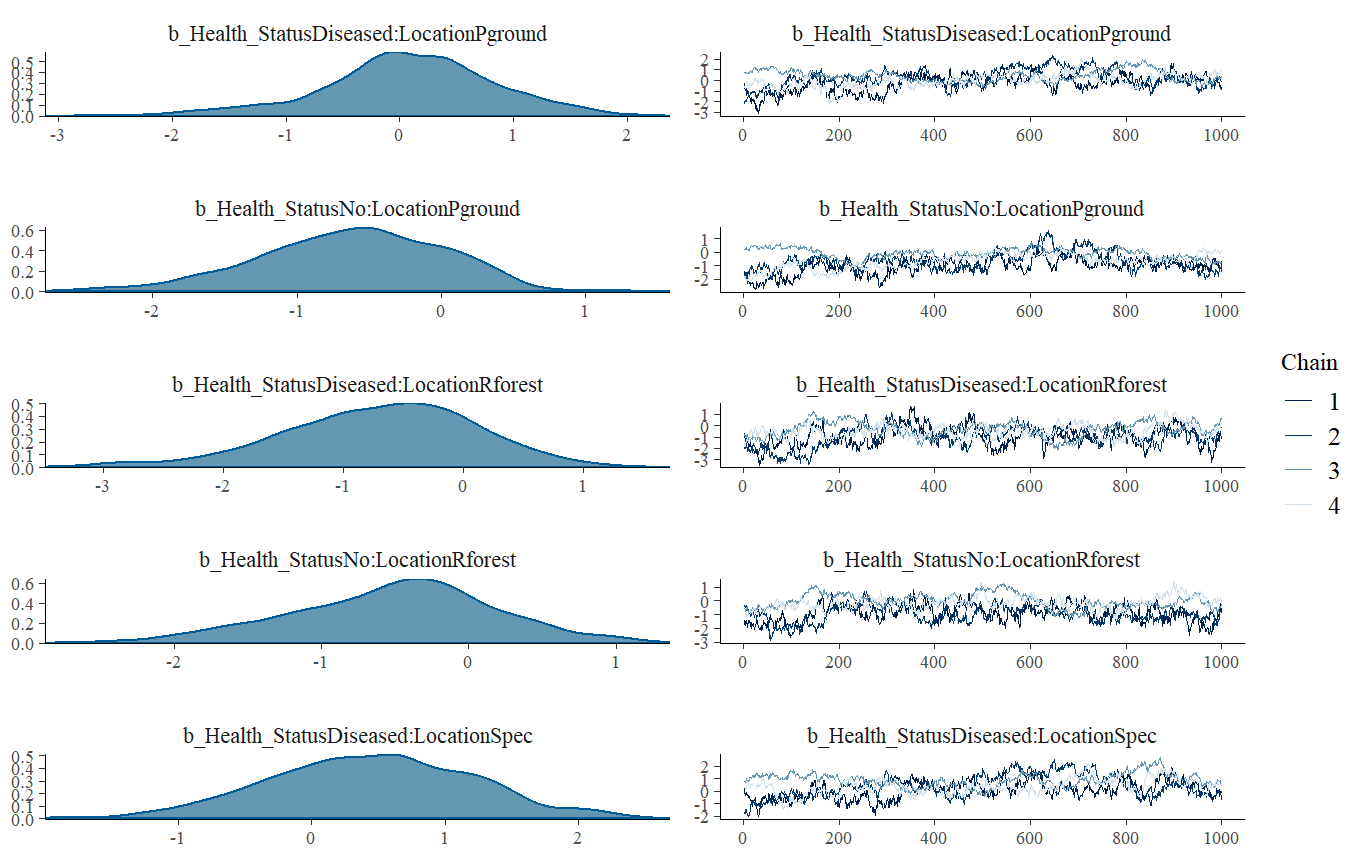 b_Health_StatusDiseased:LocationPground
0.5
0.4
0.3
0.2
0.1
0.0
-3 -2 -1 0 1 2
b_Health_StatusDiseased:LocationPground
2
1
0
-1
-2
-3
0 200 400 600 800 1000
b_Health_StatusNo:LocationPground
0.6
0.4
0.2
0.0
-2 -1 0 1
b_Health_StatusNo:LocationPground
1
0
-1
-2
0 200 400 600 800 1000
b_Health_StatusDiseased:LocationRforest
0.5
0.4
0.3
0.2
0.1
0.0
-3 -2 -1 0 1
b_Health_StatusDiseased:LocationRforest
1
0
-1
-2
-3
0 200 400 600 800 1000
b_Health_StatusNo:LocationRforest
0.6
0.4
0.2
0.0
-2 -1 0 1
b_Health_StatusNo:LocationRforest
1
0
-1
-2
-3
0 200 400 600 800 1000
b_Health_StatusDiseased:LocationSpec
0.5
0.4
0.3
0.2
0.1
0.0
-1 0 1 2
b_Health_StatusDiseased:LocationSpec
2
1
0
-1
-2
0 200 400 600 800 1000
Chain
1
2
3
4